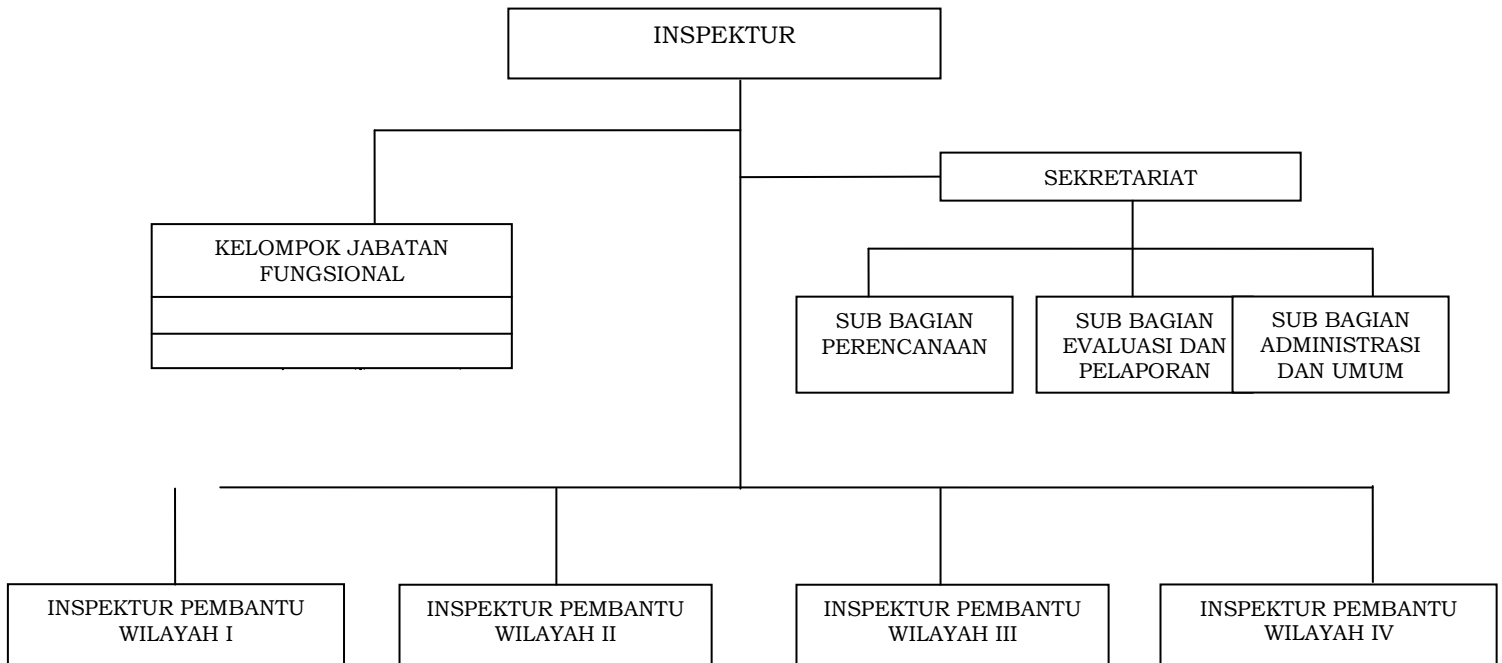 INSPEKTUR
SEKRETARIAT
KELOMPOK JABATAN
FUNGSIONAL
SUB BAGIAN
PERENCANAAN
SUB BAGIAN
EVALUASI DAN
PELAPORAN
SUB BAGIAN
ADMINISTRASI
DAN UMUM
INSPEKTUR PEMBANTU
WILAYAH I
INSPEKTUR PEMBANTU
WILAYAH II
INSPEKTUR PEMBANTU
WILAYAH III
INSPEKTUR PEMBANTU
WILAYAH IV